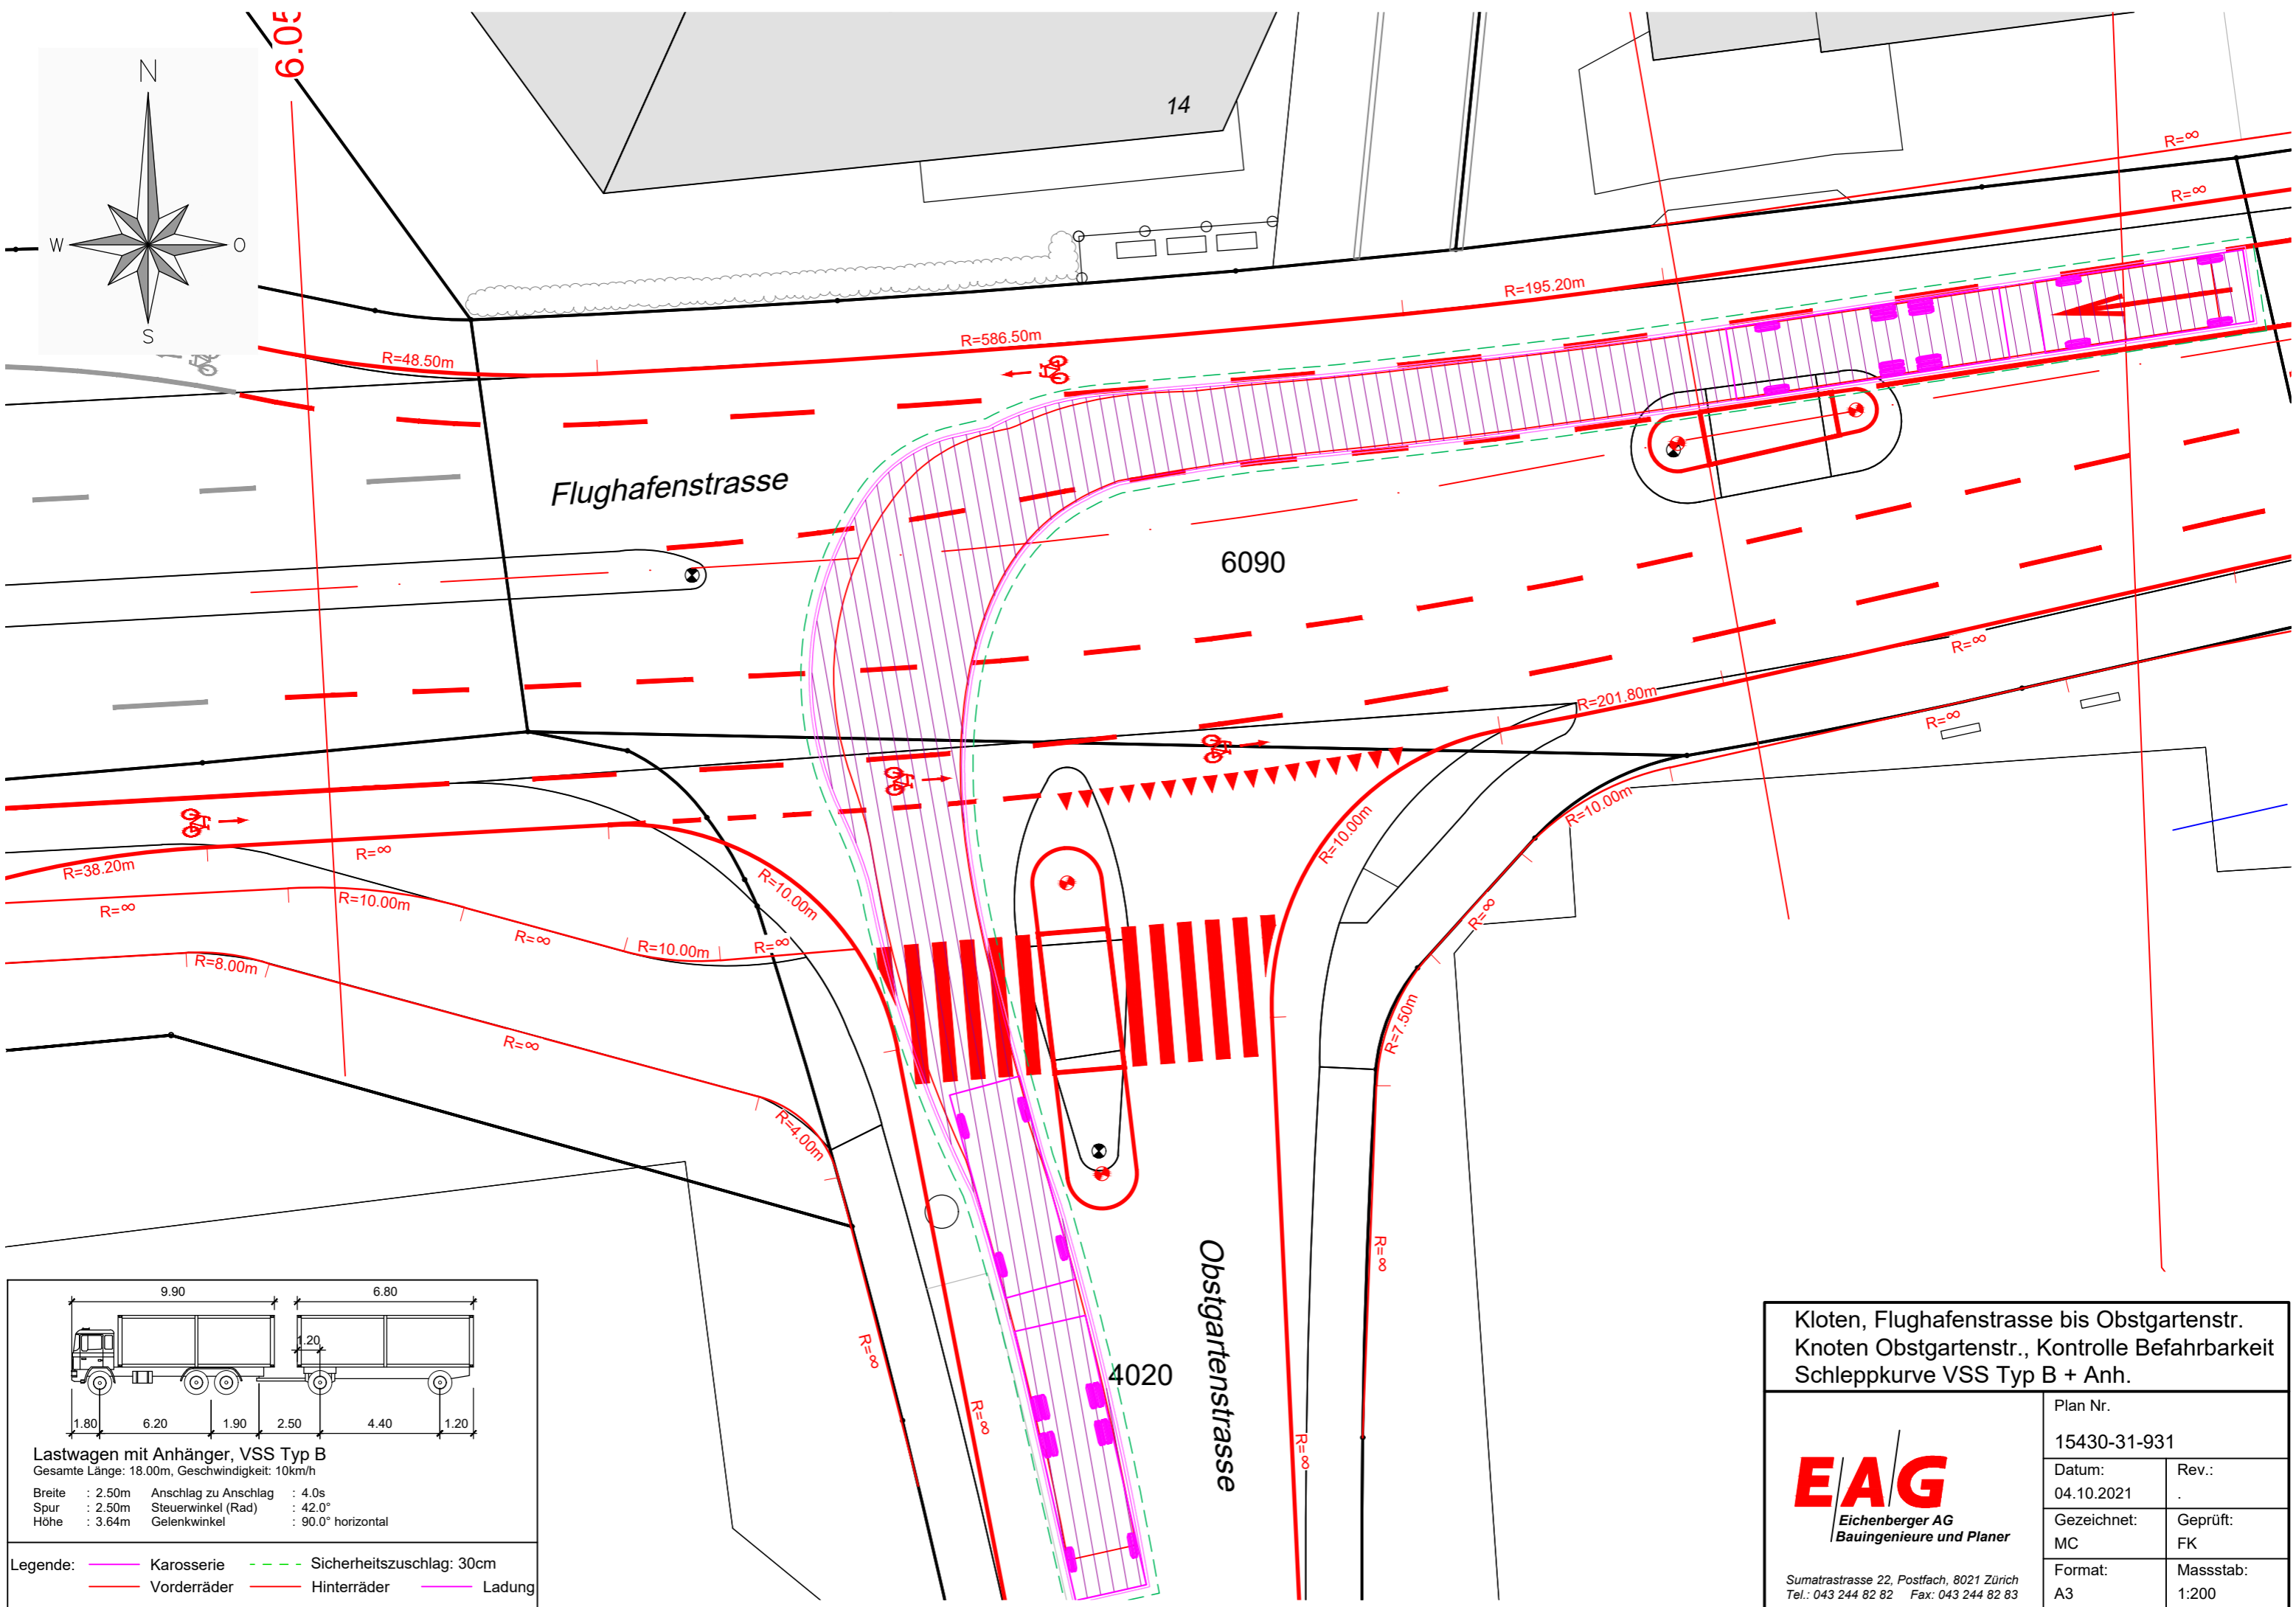 6.05
N
W
O
S
14
R=∞
R=∞
R=195.20m
R=586.50m
R=48.50m
Flughafenstrasse
6090
R=∞
R=201.80m
R=∞
R=10.00m
R=10.00m
R=38.20m
R=∞
R=10.00m
R=∞
R=10.00m
R=∞
R=10.00m
R=∞
R=8.00m
R=∞
R=7.50m
R=∞
R=4.00m
R=∞
R=∞
R=∞
R=∞
Obstgartenstrasse
4020
9.90
6.80
1.20
1.80
6.20
1.90
2.50
4.40
1.20
Lastwagen mit Anhänger, VSS Typ B
Gesamte Länge: 18.00m, Geschwindigkeit: 10km/h
Breite : 2.50m Anschlag zu Anschlag : 4.0s
Spur : 2.50m Steuerwinkel (Rad) : 42.0°
Höhe : 3.64m Gelenkwinkel : 90.0° horizontal
Legende: Karosserie Sicherheitszuschlag: 30cm
Vorderräder Hinterräder Ladung
Kloten, Flughafenstrasse bis Obstgartenstr.
Knoten Obstgartenstr., Kontrolle Befahrbarkeit
Schleppkurve VSS Typ B + Anh.
EAG
Eichenberger AG
Bauingenieure und Planer
Sumatrastrasse 22, Postfach, 8021 Zürich
Tel.: 043 244 82 82 Fax: 043 244 82 83
Plan Nr.
15430-31-931
Datum: Rev.:
04.10.2021 .
Gezeichnet: Geprüft:
MC FK
Format: Massstab:
A3 1:200